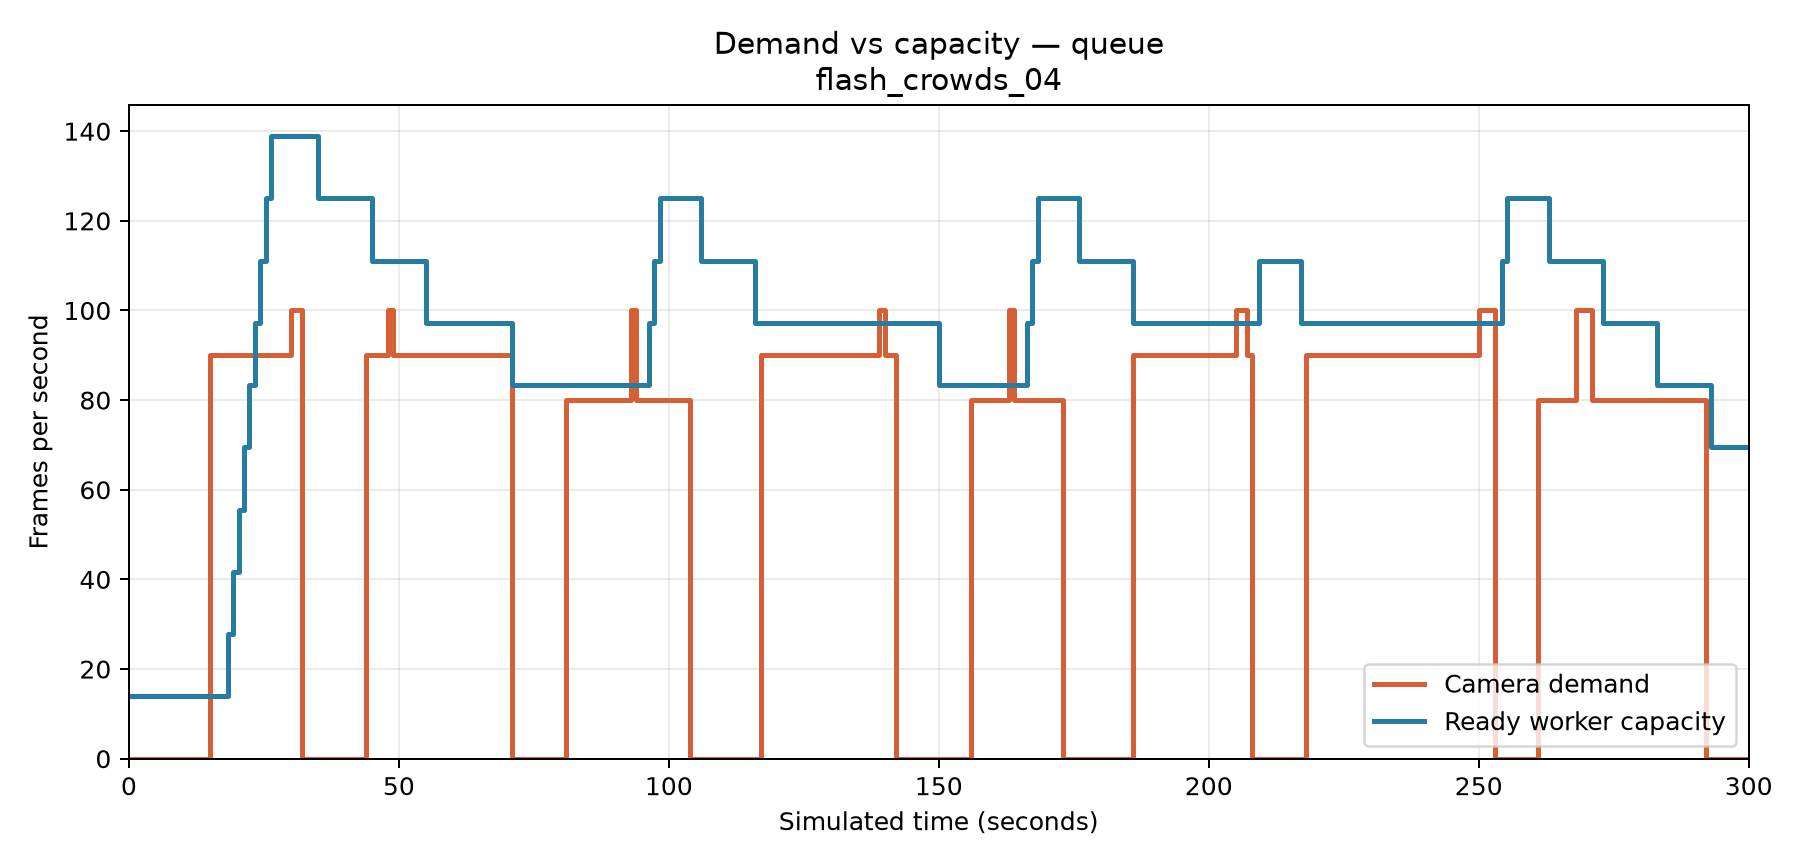 Demand vs capacity — queue
flash_crowds_04
140
120
100
80
60
40
20
0
Frames per second
0 50 100 150 200 250 300
Simulated time (seconds)
Camera demand
Ready worker capacity